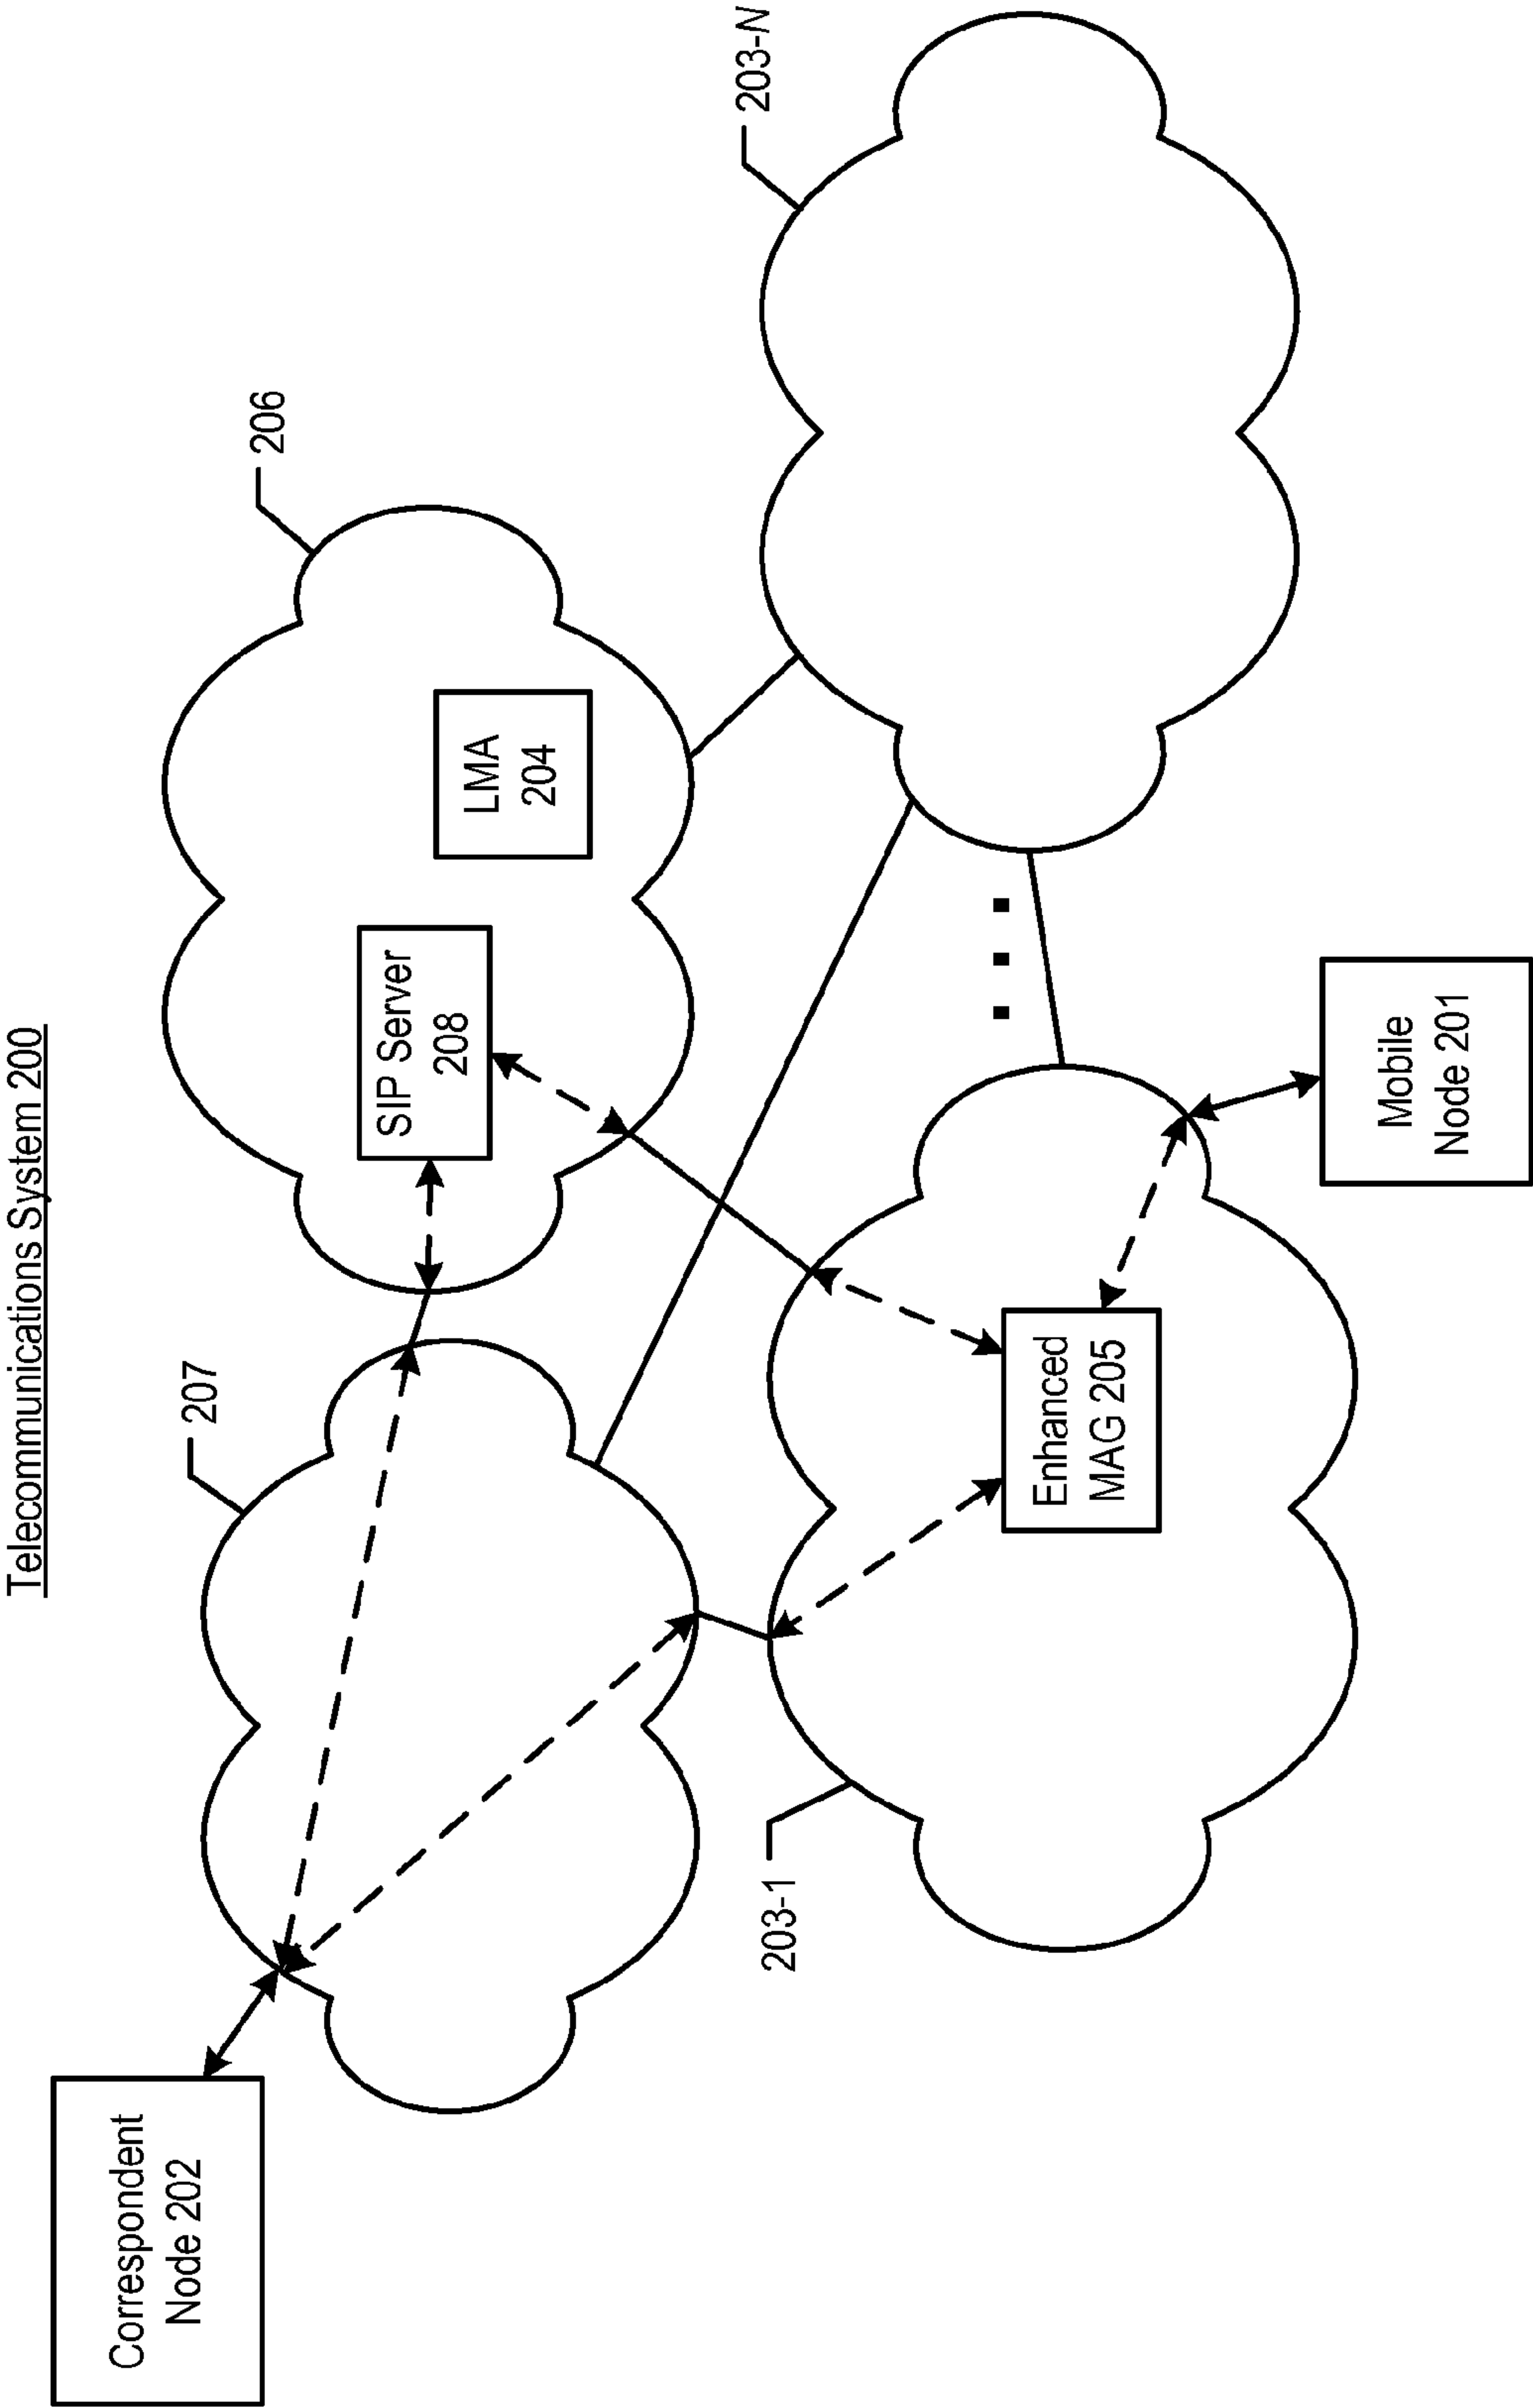 Telecommunications System 200
Correspondent
Node 202
207
206
SIP Server
208
LMA
204
203-1
203-N
Enhanced
MAG 205
Mobile
Node 201